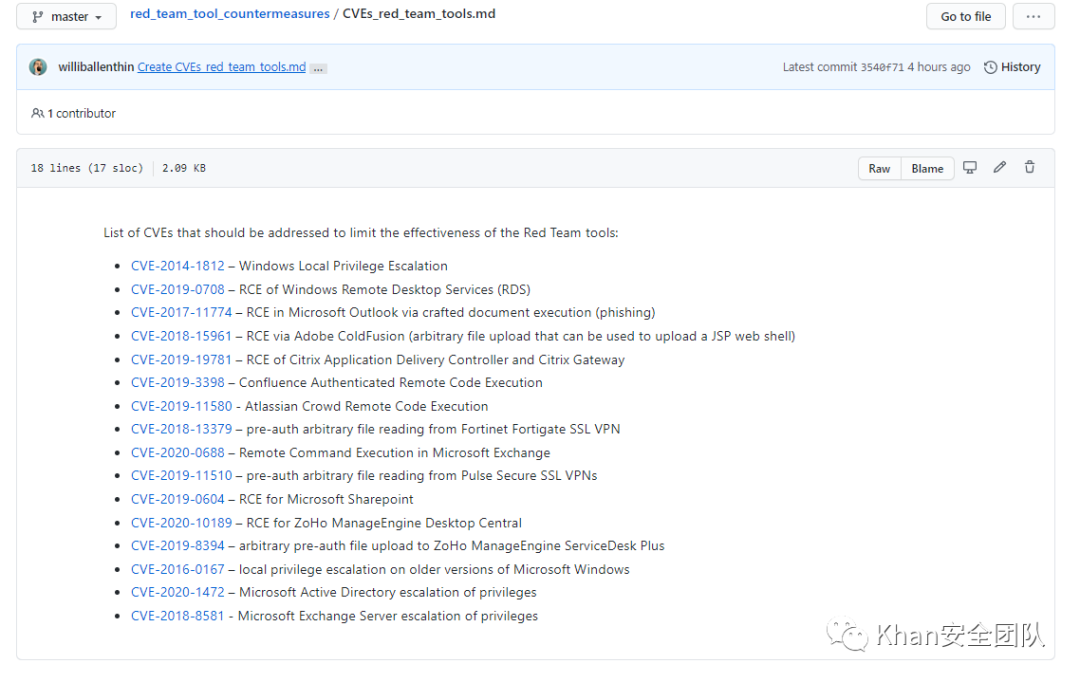 master
red_team_tool_countermeasures / CVEs_red_team_tools.md
Go to file
...
williballenthin Create CVEs_red_team_tools.md ...
Latest commit 3540f71 4 hours ago
History
1 contributor
18 lines (17 sloc) 2.09 KB
Raw
Blame
List of CVEs that should be addressed to limit the effectiveness of the Red Team tools:
• CVE-2014-1812 – Windows Local Privilege Escalation
• CVE-2019-0708 – RCE of Windows Remote Desktop Services (RDS)
• CVE-2017-11774 – RCE in Microsoft Outlook via crafted document execution (phishing)
• CVE-2018-15961 – RCE via Adobe ColdFusion (arbitrary file upload that can be used to upload a JSP web shell)
• CVE-2019-19781 – RCE of Citrix Application Delivery Controller and Citrix Gateway
• CVE-2019-3398 – Confluence Authenticated Remote Code Execution
• CVE-2019-11580 - Atlassian Crowd Remote Code Execution
• CVE-2018-13379 – pre-auth arbitrary file reading from Fortinet Fortigate SSL VPN
• CVE-2020-0688 – Remote Command Execution in Microsoft Exchange
• CVE-2019-11510 – pre-auth arbitrary file reading from Pulse Secure SSL VPNs
• CVE-2019-0604 – RCE for Microsoft Sharepoint
• CVE-2020-10189 – RCE for ZoHo ManageEngine Desktop Central
• CVE-2019-8394 – arbitrary pre-auth file upload to ZoHo ManageEngine ServiceDesk Plus
• CVE-2016-0167 – local privilege escalation on older versions of Microsoft Windows
• CVE-2020-1472 – Microsoft Active Directory escalation of privileges
• CVE-2018-8581 - Microsoft Exchange Server escalation of privileges
Khan安全团队